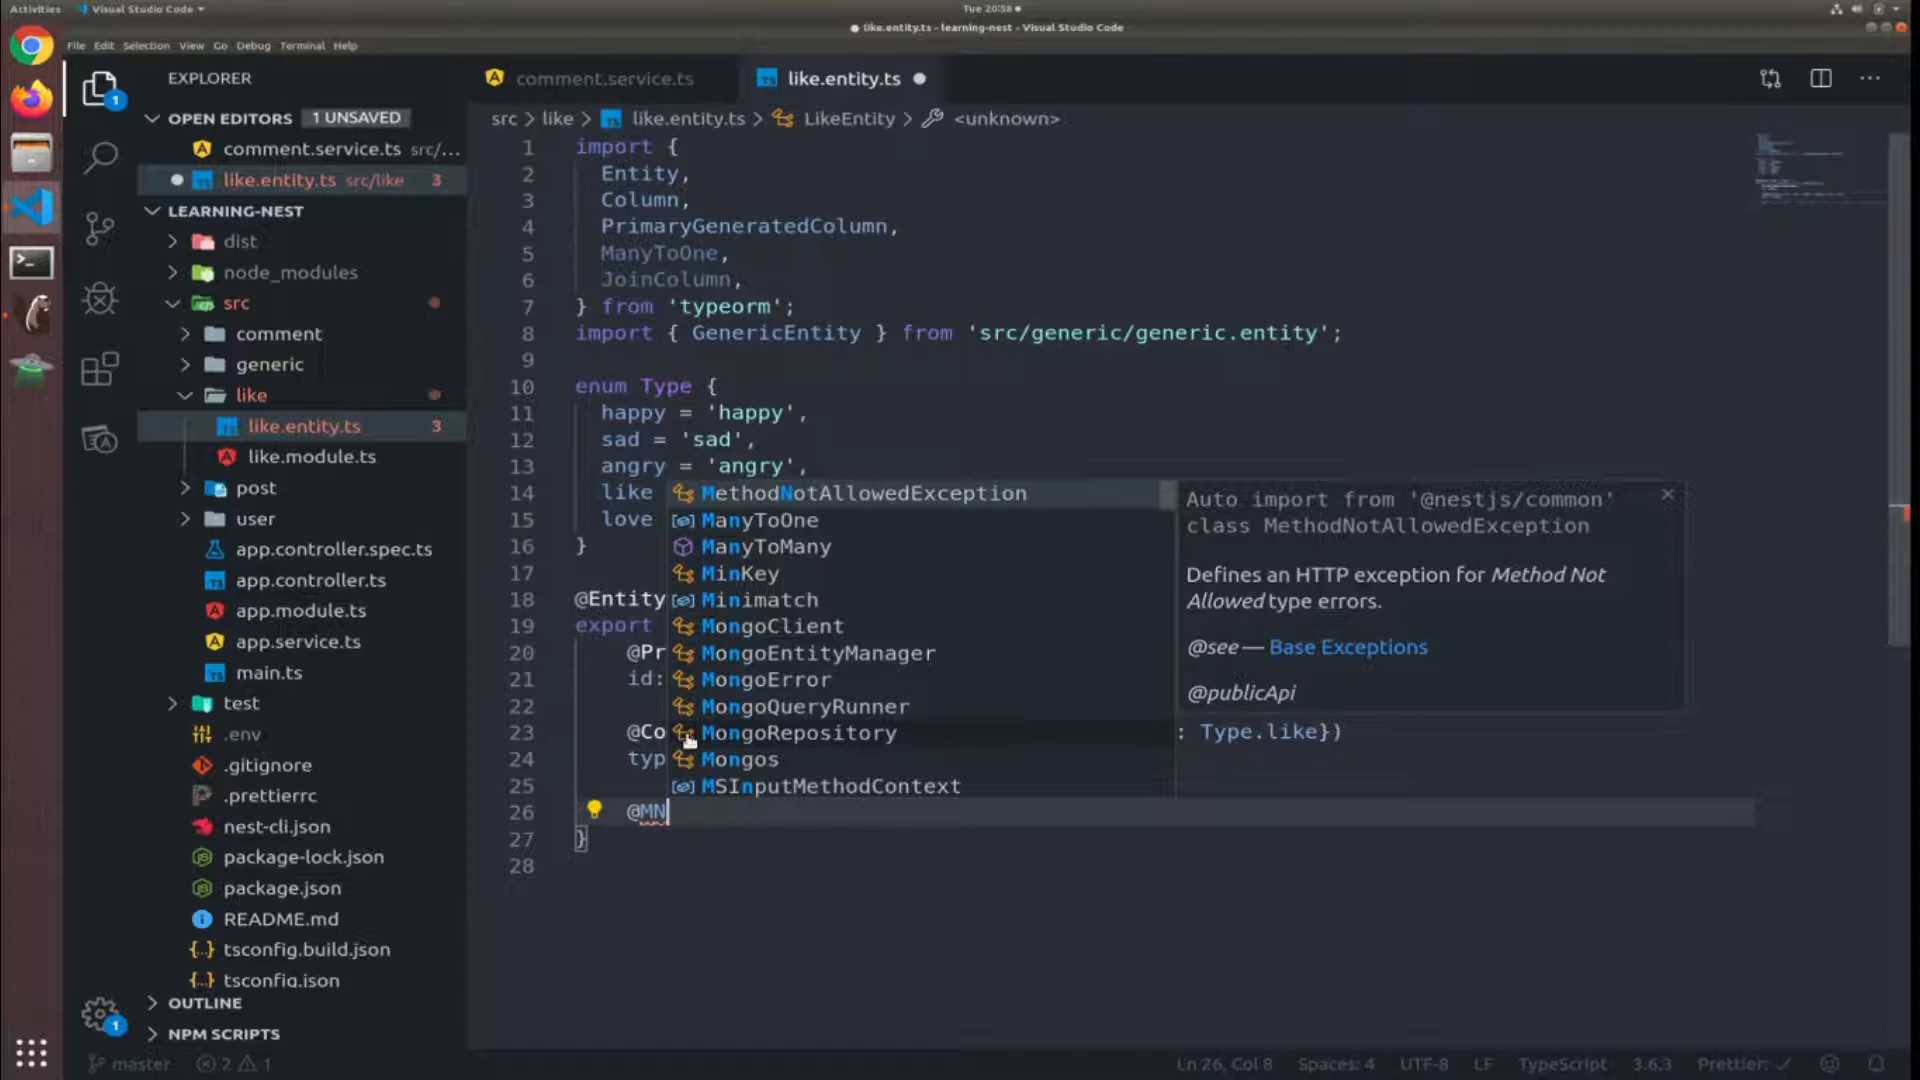 Activities
Visual Studio Code
Tue 20:58
like.entity.ts - learning-nest - Visual Studio Code
File Edit Selection View Go Debug Terminal Help
EXPLORER
OPEN EDITORS 1 UNSAVED
comment.service.ts src/...
like.entity.ts src/like 3
LEARNING-NEST
dist
node_modules
src
comment
generic
like
like.entity.ts 3
like.module.ts
post
user
app.controller.spec.ts
app.controller.ts
app.module.ts
app.service.ts
main.ts
test
.env
.gitignore
.prettierrc
nest-cli.json
package-lock.json
package.json
README.md
tsconfig.build.json
tsconfig.json
OUTLINE
NPM SCRIPTS
1
1
comment.service.ts
like.entity.ts
src > like > like.entity.ts > LikeEntity > <unknown>
1 import {
2 Entity,
3 Column,
4 PrimaryGeneratedColumn,
5 ManyToOne,
6 JoinColumn,
7 } from 'typeorm';
8 import { GenericEntity } from 'src/generic/generic.entity';
9
10 enum Type {
11 happy = 'happy',
12 sad = 'sad',
13 angry = 'angry',
14 like
15 love
16 }
17
18 @Entity
19 export
20 @Pr
21 id:
22
23 @Co : Type.like})
24 typ
25
26 @MN
27 }
28
MethodNotAllowedException
ManyToOne
ManyToMany
MinKey
Minimatch
MongoClient
MongoEntityManager
MongoError
MongoQueryRunner
MongoRepository
Mongos
MSInputMethodContext
Auto import from '@nestjs/common'
class MethodNotAllowedException
Defines an HTTP exception for Method Not
Allowed type errors.
@see — Base Exceptions
@publicApi
master 2 1
Ln 26, Col 8 Spaces: 4 UTF-8 LF TypeScript 3.6.3 Prettier: ✓